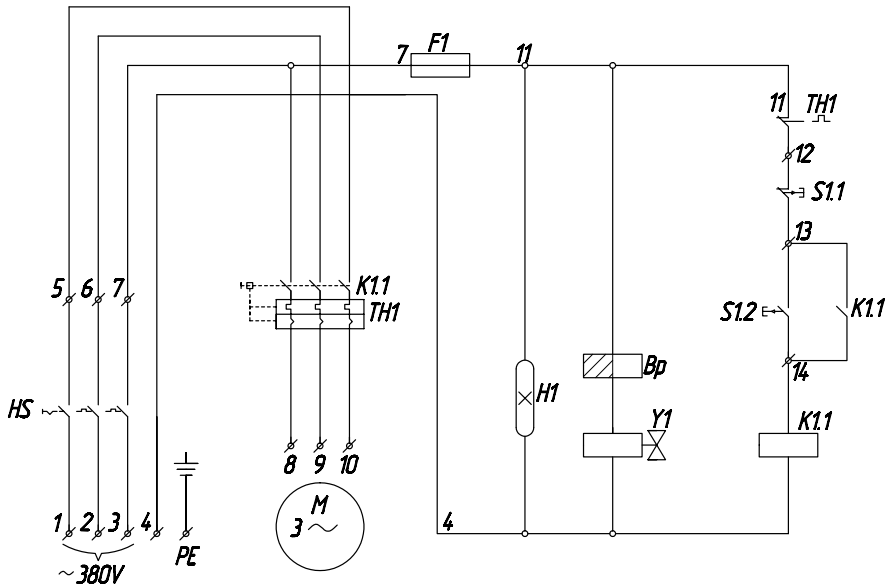 7 F1 11
11 TH1
12
S1.1
13
5 6 7 K1.1
TH1
S1.2 K1.1
14
Bp
H1
HS
Y1
K1.1
8 9 10
M
3 ~
1 2 3 4
PE
4
~380V